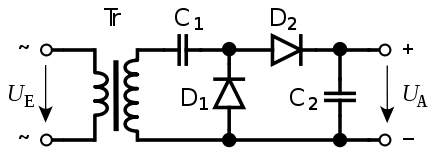 Tr C1 D2
~ +
UE D1 C2 UA
~ −